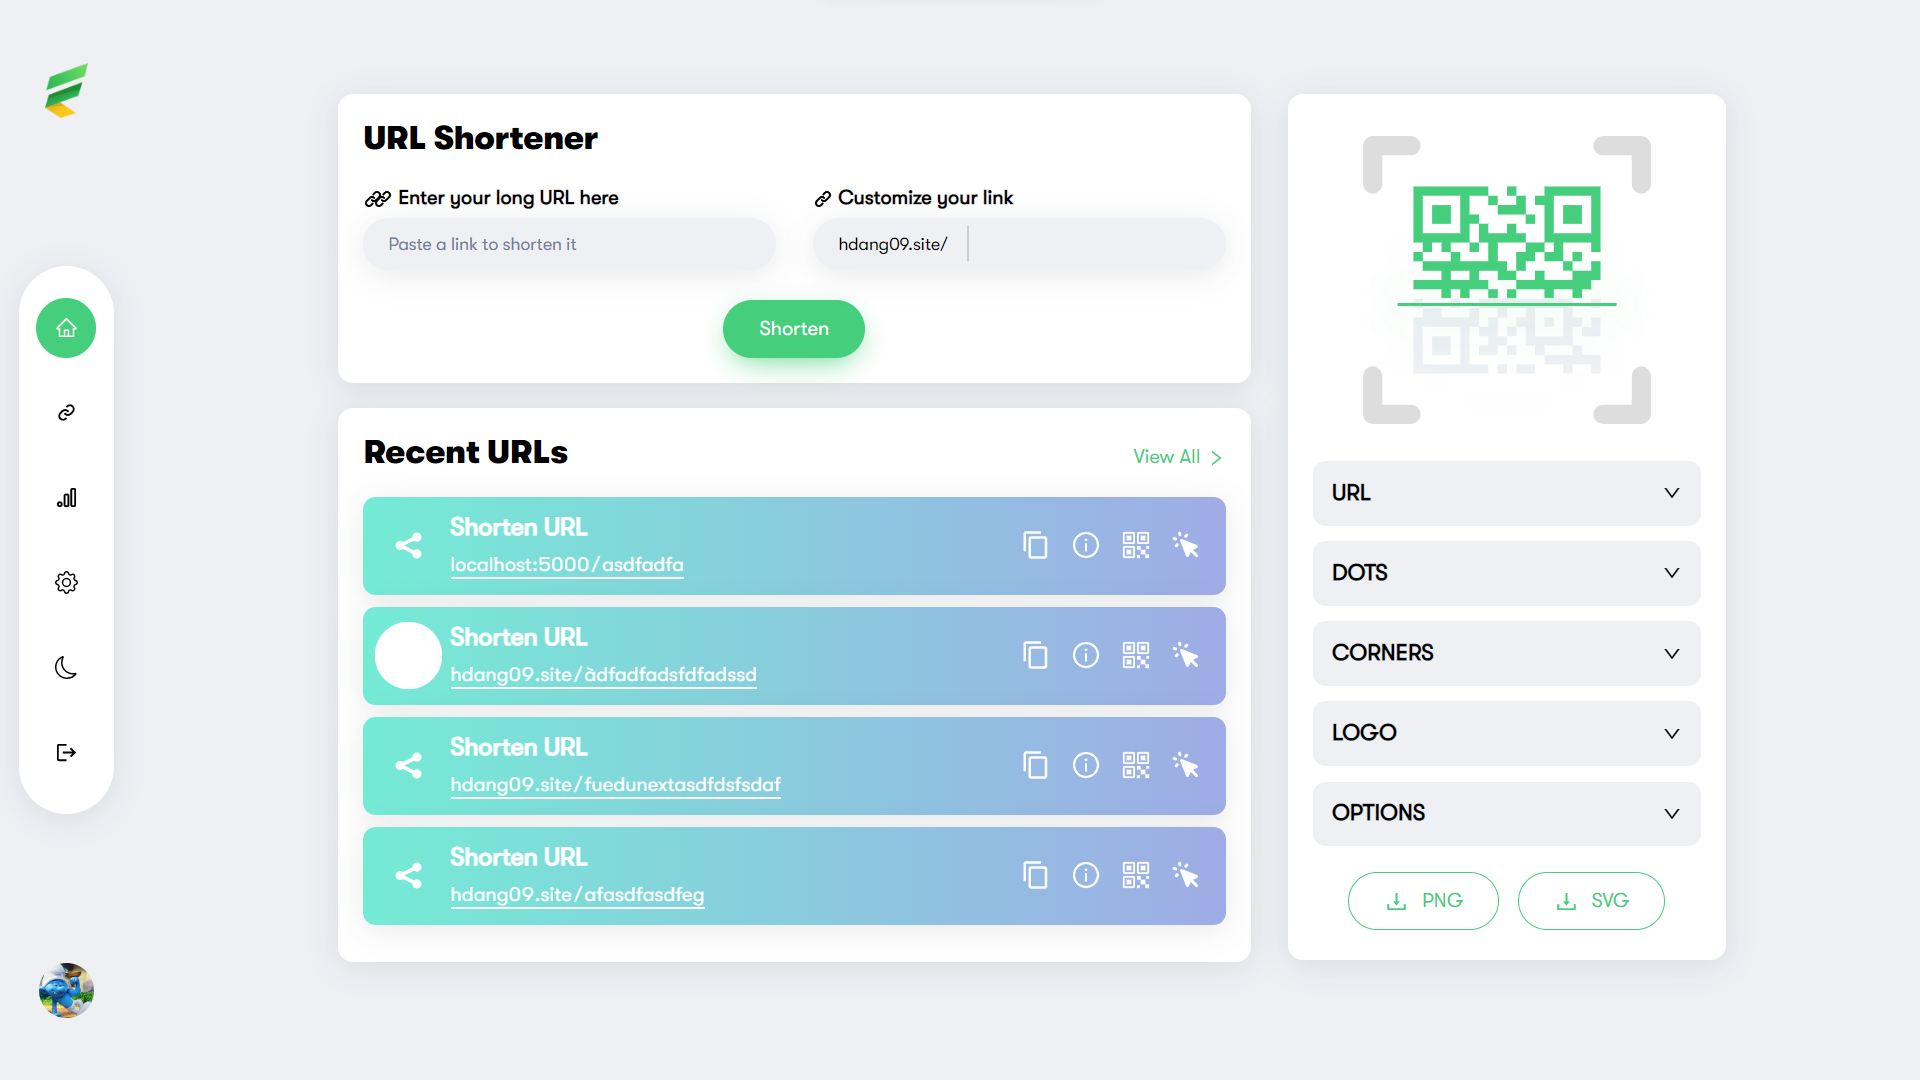 URL Shortener
Enter your long URL here
Customize your link
Paste a link to shorten it
hdang09.site/
Shorten
Recent URLs
View All
Shorten URL
localhost:5000/asdfadfa
Shorten URL
hdang09.site/àdfadfadsfdfadssd
Shorten URL
hdang09.site/fuedunextasdfdsfsdaf
Shorten URL
hdang09.site/afasdfasdfeg
URL
DOTS
CORNERS
LOGO
OPTIONS
PNG
SVG